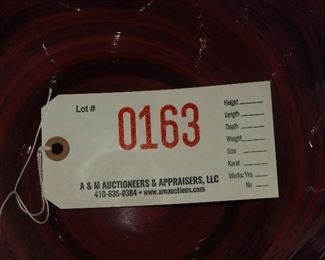 Lot #
0163
Height
Length
Depth
Weight
Size
Karat
Works: Yes
No
A & M AUCTIONEERS & APPRAISERS, LLC
410-835-0384 • www.amauctions.com